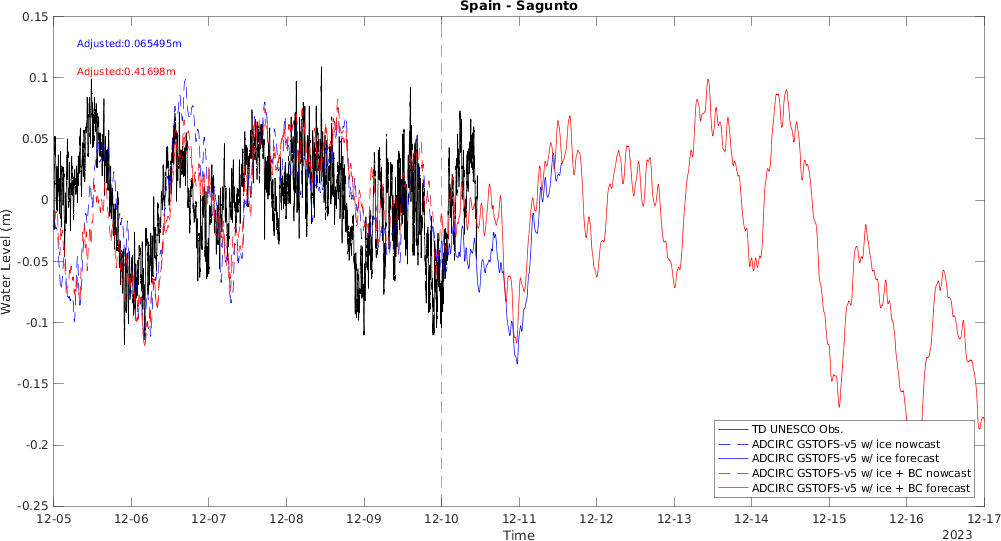 Spain - Sagunto
Adjusted:0.065495m
Adjusted:0.41698m
Water Level (m)
0.15
0.1
0.05
0
-0.05
-0.1
-0.15
-0.2
-0.25
TD UNESCO Obs.
ADCIRC GSTOFS-v5 w/ ice nowcast
ADCIRC GSTOFS-v5 w/ ice forecast
ADCIRC GSTOFS-v5 w/ ice + BC nowcast
ADCIRC GSTOFS-v5 w/ ice + BC forecast
12-05 12-06 12-07 12-08 12-09 12-10 12-11 12-12 12-13 12-14 12-15 12-16 12-17
Time
2023